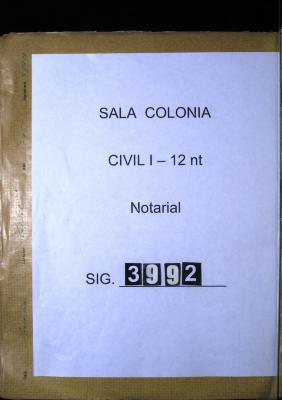 SALA COLONIA
CIVIL I – 12 nt
Notarial
SIG. 3992